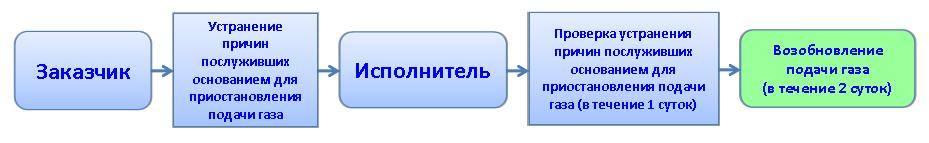 Заказчик
Устранение
причин
послуживших
основанием для
приостановления
подачи газа
Исполнитель
Проверка устранения
причин послуживших
основанием для
приостановления подачи
газа (в течение 1 суток)
Возобновление
подачи газа
(в течение 2 суток)